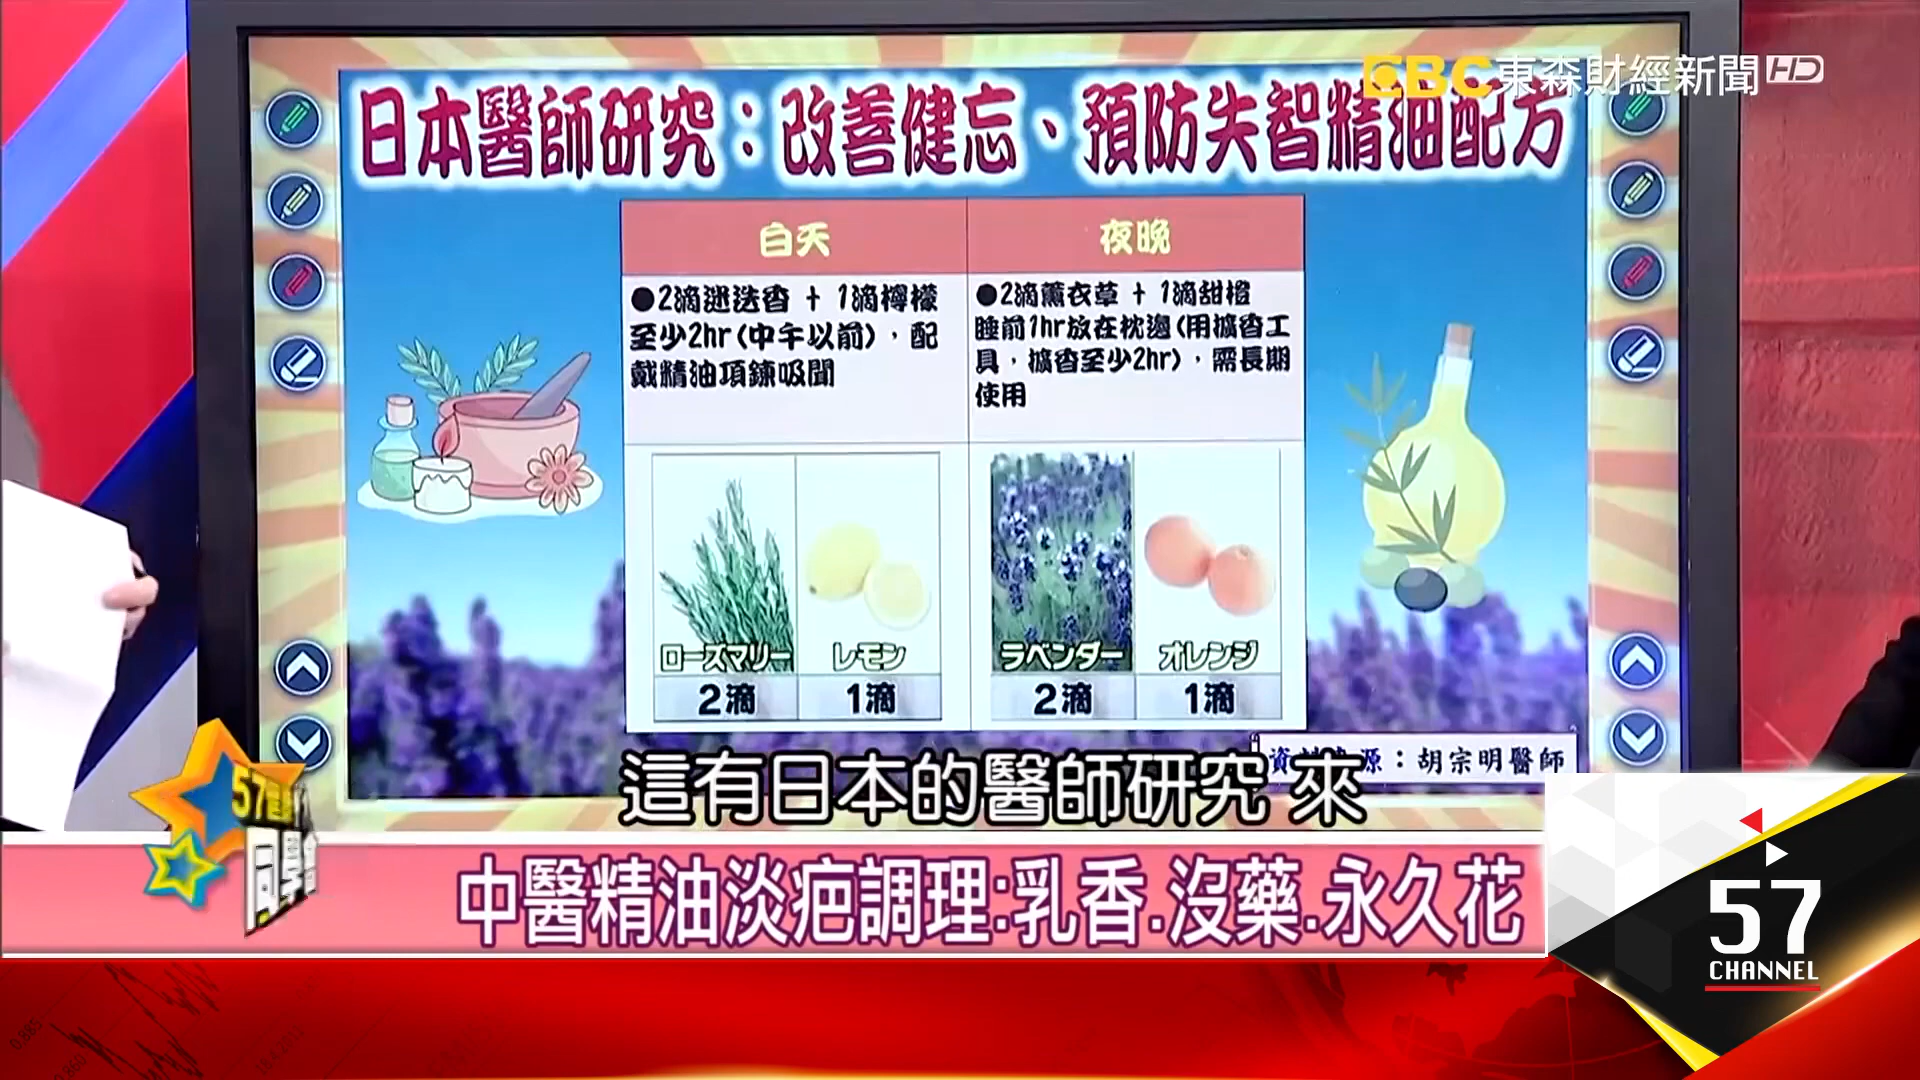 EBC 東森財經新聞 HD
日本醫師研究：改善健忘、預防失智精油配方
白天
夜晚
●2滴迷迭香 + 1滴檸檬
至少2hr(中午以前)，配
戴精油項鍊吸聞
●2滴薰衣草 + 1滴甜橙
睡前1hr放在枕邊(用擴香工
具，擴香至少2hr)，需長期
使用
ローズマリー
レモン
ラベンダー
オレンジ
2滴
1滴
2滴
1滴
源：胡宗明醫師
這有日本的醫師研究 來
57
同學會
中醫精油淡疤調理:乳香.沒藥.永久花
57
CHANNEL